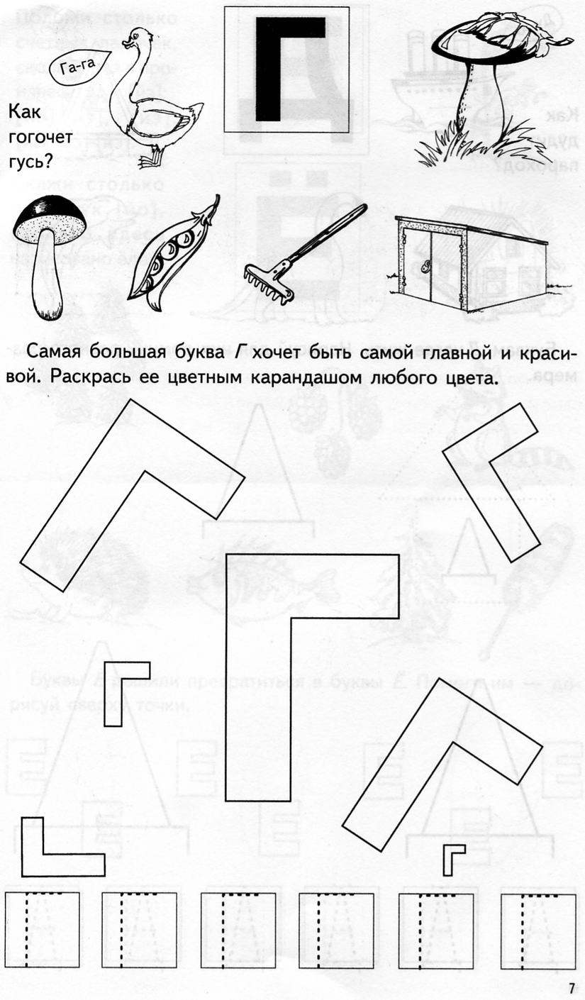 Г
Га-га
Как
гогочет
гусь?
Самая большая буква Г хочет быть самой главной и краси-
вой. Раскрась ее цветным карандашом любого цвета.
Г Г Г Г Г Г
7